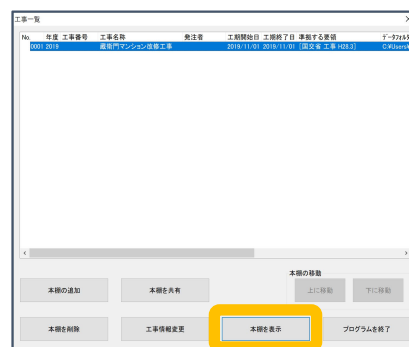 工事一覧
No. 年度 工事番号 工事名称 発注者 工期開始日 工期終了日 準拠する要領 データフォルダ
0001 2019 蔵衛門マンション改修工事 2019/11/01 2019/11/01 [国交省 工事 H28.3] C:¥Users¥
本棚の移動
本棚の追加 本棚を共有 上に移動 下に移動
本棚を削除 工事情報変更 本棚を表示 プログラムを終了